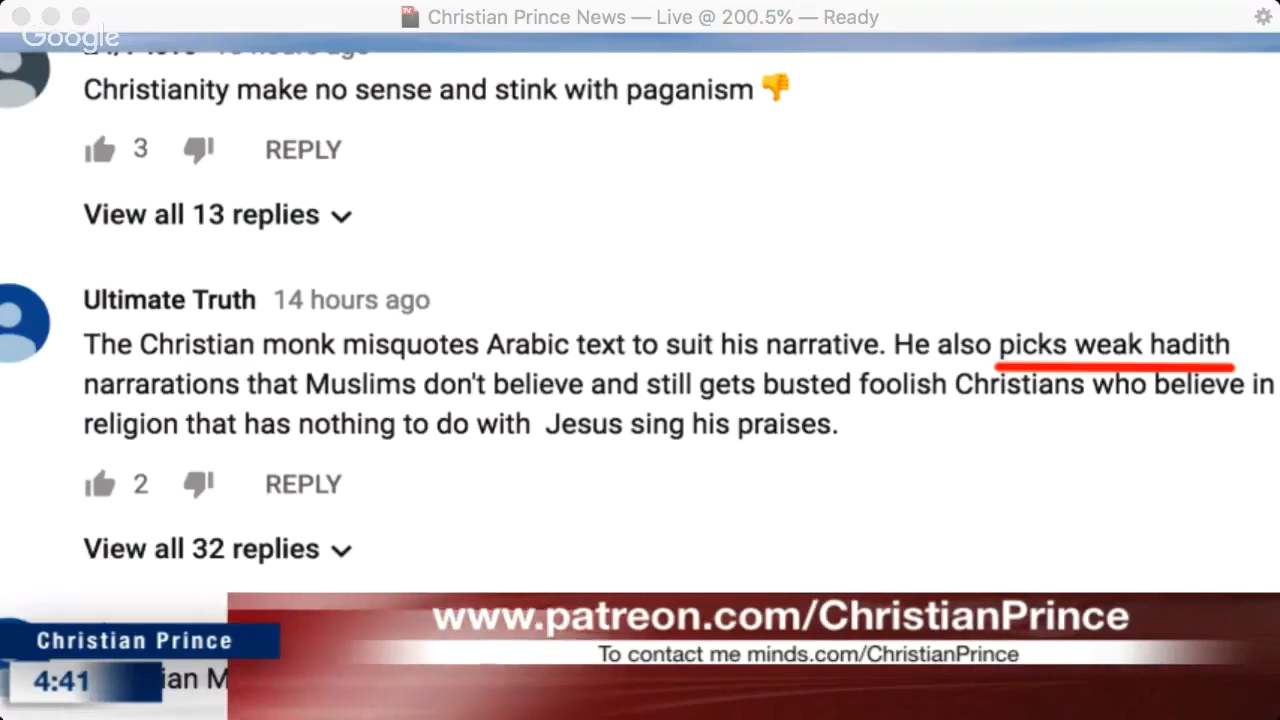 Christian Prince News — Live @ 200.5% — Ready
Google
hours ago
Christianity make no sense and stink with paganism 👎
3 REPLY
View all 13 replies
Ultimate Truth 14 hours ago
The Christian monk misquotes Arabic text to suit his narrative. He also picks weak hadith
narrarations that Muslims don't believe and still gets busted foolish Christians who believe in
religion that has nothing to do with Jesus sing his praises.
2 REPLY
View all 32 replies
www.patreon.com/ChristianPrince
Christian Prince
To contact me minds.com/ChristianPrince
4:41
ian M